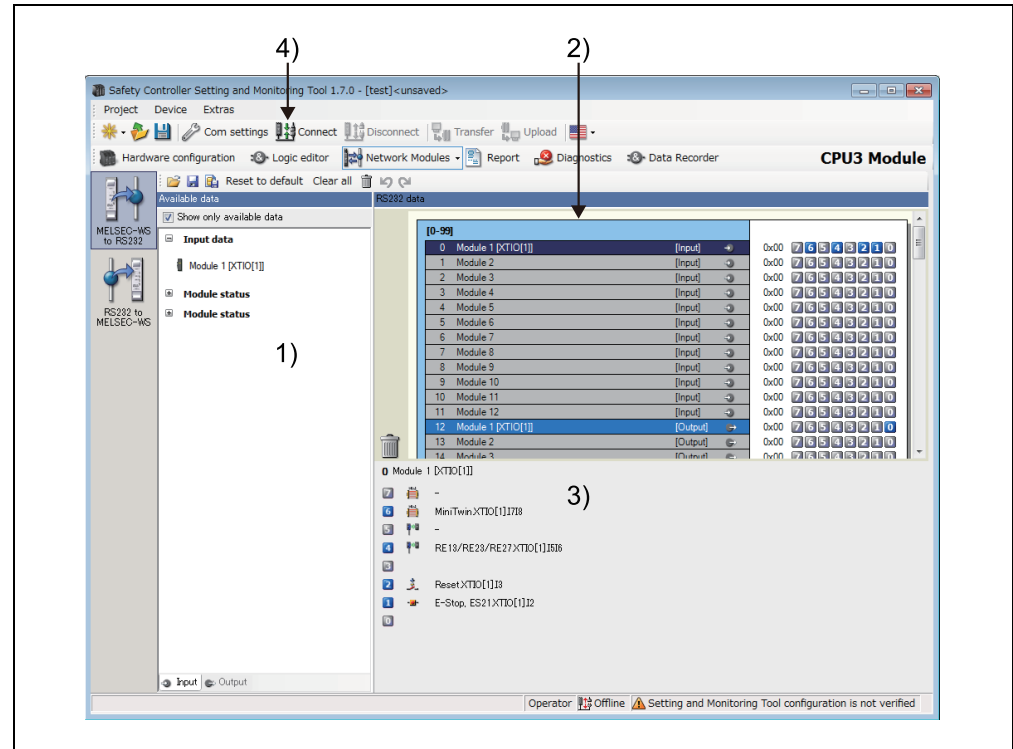 4)
2)
Safety Controller Setting and Monitoring Tool 1.7.0 - [test]<unsaved>
Project Device Extras
Com settings Connect Disconnect Transfer Upload
Hardware configuration Logic editor Network Modules Report Diagnostics Data Recorder CPU3 Module
Reset to default Clear all
Available data RS232 data
Show only available data
MELSEC-WS
to RS232
Input data
Module 1 [XTIO[1]]
Module status
Module status
RS232 to
MELSEC-WS
1)
Input Output
[0-99]
0 Module 1 [XTIO[1]] [Input] 0x00 7 6 5 4 3 2 1 0
1 Module 2 [Input] 0x00 7 6 5 4 3 2 1 0
2 Module 3 [Input] 0x00 7 6 5 4 3 2 1 0
3 Module 4 [Input] 0x00 7 6 5 4 3 2 1 0
4 Module 5 [Input] 0x00 7 6 5 4 3 2 1 0
5 Module 6 [Input] 0x00 7 6 5 4 3 2 1 0
6 Module 7 [Input] 0x00 7 6 5 4 3 2 1 0
7 Module 8 [Input] 0x00 7 6 5 4 3 2 1 0
8 Module 9 [Input] 0x00 7 6 5 4 3 2 1 0
9 Module 10 [Input] 0x00 7 6 5 4 3 2 1 0
10 Module 11 [Input] 0x00 7 6 5 4 3 2 1 0
11 Module 12 [Input] 0x00 7 6 5 4 3 2 1 0
12 Module 1 [XTIO[1]] [Output] 0x00 7 6 5 4 3 2 1 0
13 Module 2 [Output] 0x00 7 6 5 4 3 2 1 0
14 Module 3 [Output] 0x00 7 6 5 4 3 2 1 0
0 Module 1 [XTIO[1]]
3)
7 -
6 MiniTwin.XTIO[1].I7I8
5 -
4 RE13/RE23/RE27.XTIO[1].I5I6
3
2 Reset.XTIO[1].I3
1 E-Stop, ES21.XTIO[1].I2
0
Operator Offline Setting and Monitoring Tool configuration is not verified